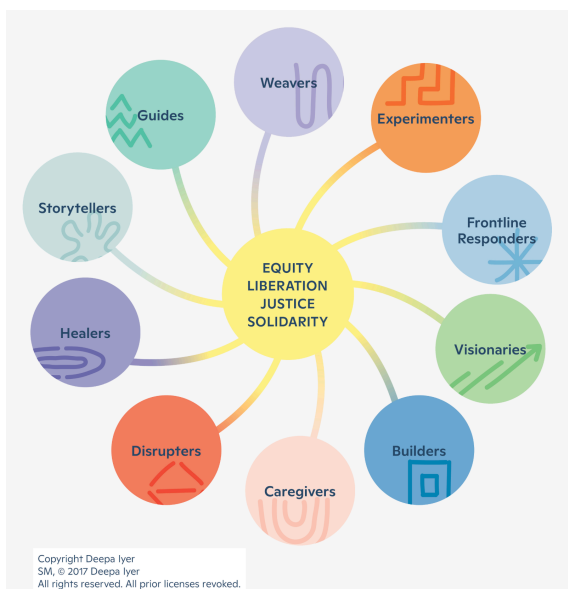 Weavers
Experimenters
Guides
Storytellers
Frontline
Responders
EQUITY
LIBERATION
JUSTICE
SOLIDARITY
Healers
Visionaries
Disrupters
Builders
Caregivers
Copyright Deepa Iyer
SM, © 2017 Deepa Iyer
All rights reserved. All prior licenses revoked.